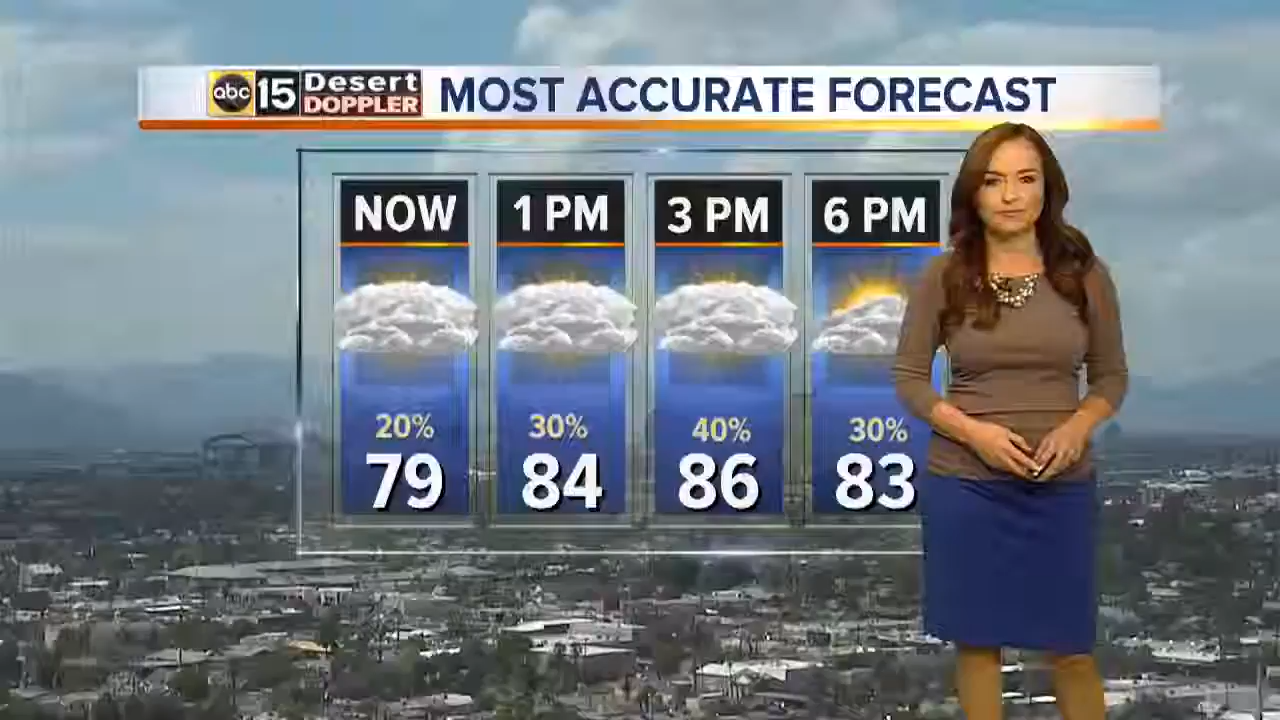 abc 15 Desert DOPPLER MOST ACCURATE FORECAST
NOW 1 PM 3 PM 6 PM
20% 30% 40% 30%
79 84 86 83